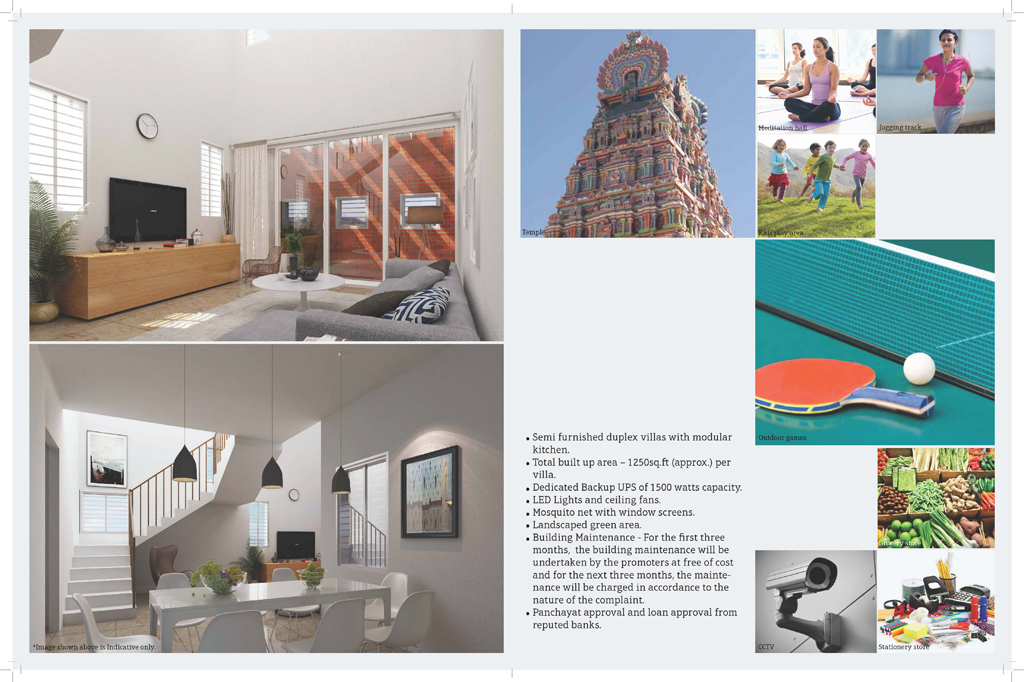 *Image shown above is Indicative only.
Temple
Meditation hall
Jogging track
Kids play area
Outdoor games
• Semi furnished duplex villas with modular
kitchen.
• Total built up area – 1250sq.ft (approx.) per
villa.
• Dedicated Backup UPS of 1500 watts capacity.
• LED Lights and ceiling fans.
• Mosquito net with window screens.
• Landscaped green area.
• Building Maintenance - For the first three
months, the building maintenance will be
undertaken by the promoters at free of cost
and for the next three months, the mainte-
nance will be charged in accordance to the
nature of the complaint.
• Panchayat approval and loan approval from
reputed banks.
Grocery store
CCTV
Stationery store